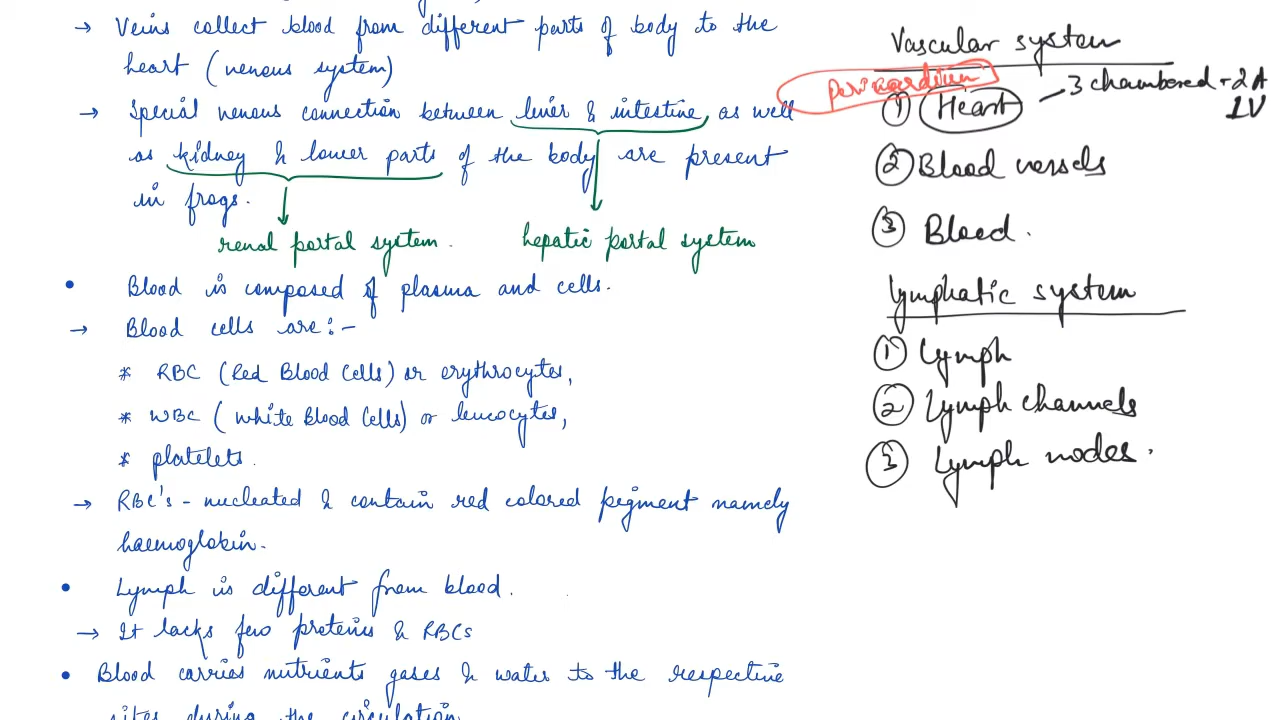 → Veins collect blood from different parts of body to the
heart (venous system)
→ Special venous connection between liver & intestine, as well
as kidney & lower parts of the body are present
in frogs.
renal portal system. hepatic portal system
• Blood is composed of plasma and cells.
→ Blood cells are:-
* RBC (Red Blood Cells) or erythrocytes,
* WBC (white Blood Cells) or leucocytes,
* platelets.
→ RBC's - nucleated & contain red colored pigment namely
haemoglobin.
• Lymph is different from blood.
→ It lacks few proteins & RBCs
• Blood carries nutrients gases & water to the respective
sites during the circulation
Vascular system
pericardium
① Heart - 3 chambered → 2A
1V
② Blood vessels
③ Blood.
Lymphatic system
① Lymph
② Lymph channels
③ Lymph nodes.